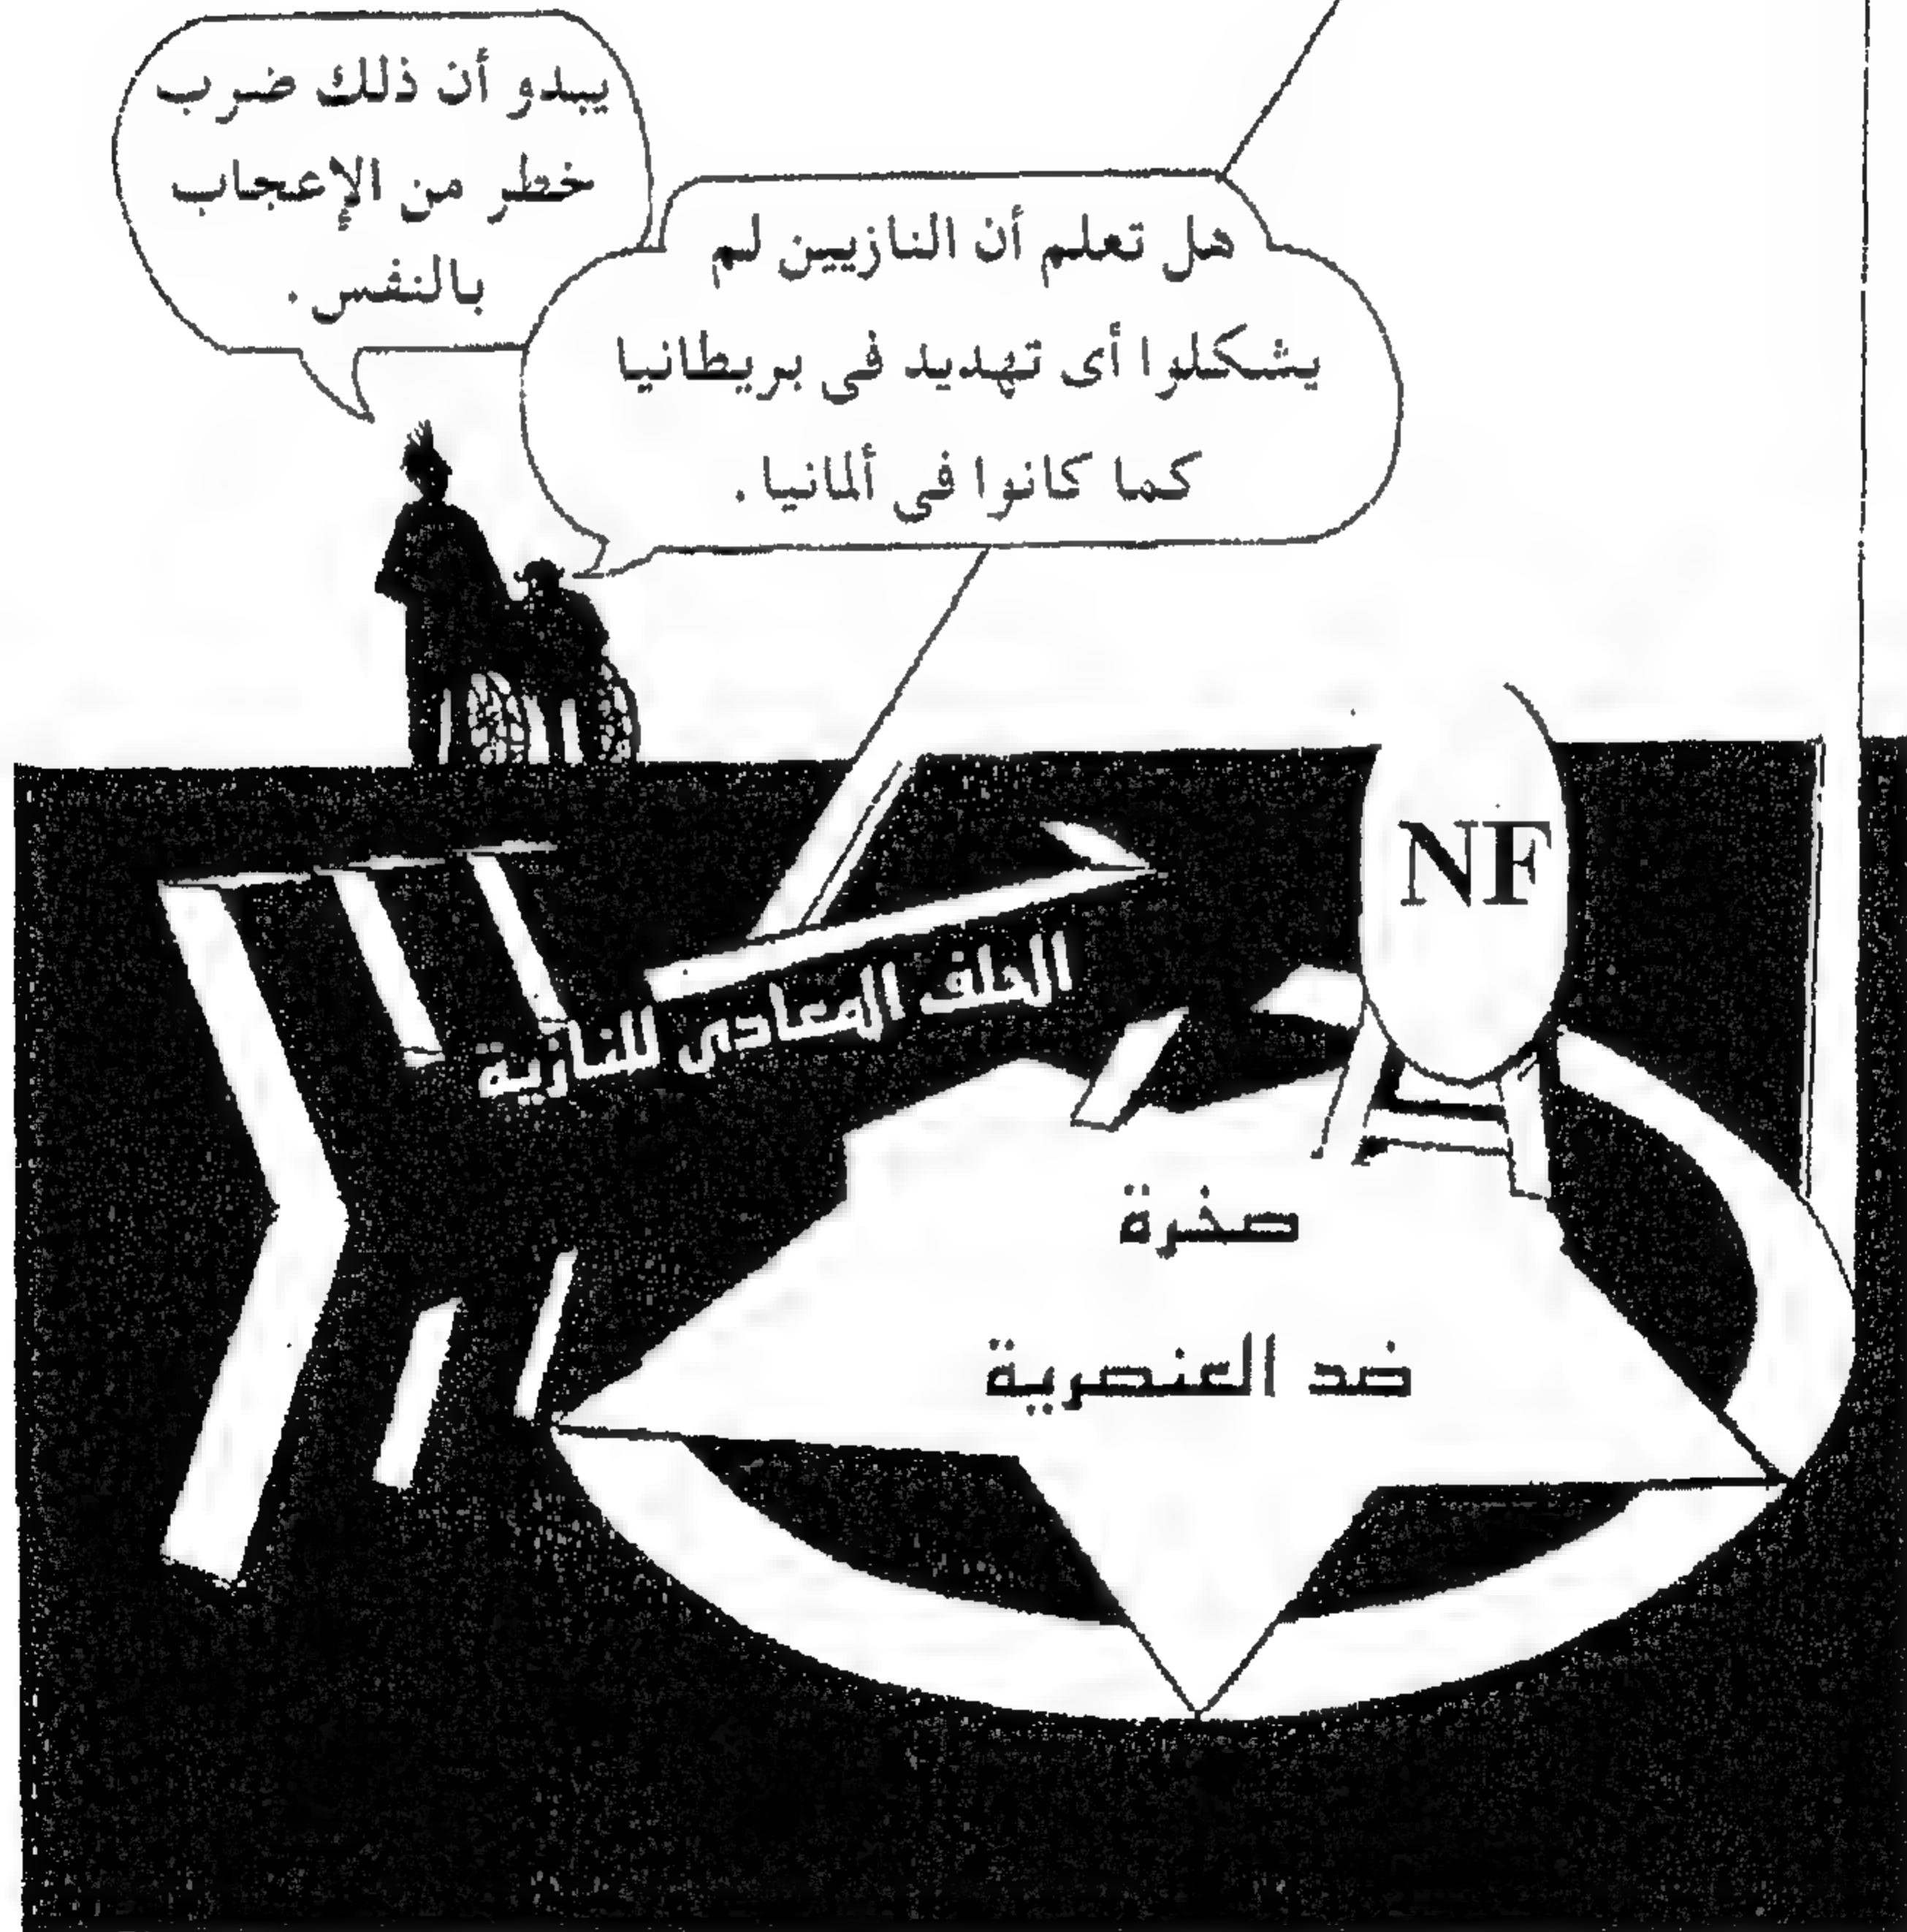 يبدو أن ذلك ضرب
خطر من الإعجاب
بالنفس .
هل تعلم أن النازيين لم
يشكلوا أى تهديد فى بريطانيا
كما كانوا فى ألمانيا .
NF
الحلف المعادى للنازية
صخرة
ضد العنصرية